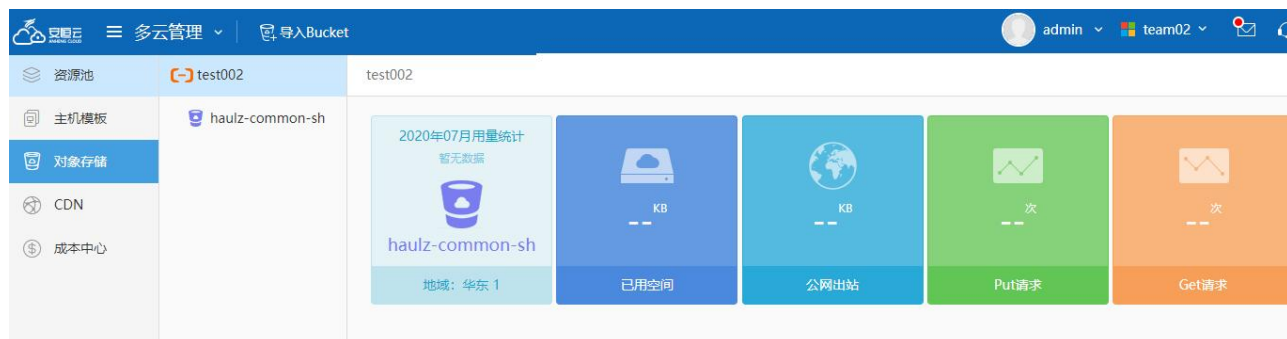 安恒云 多云管理 导入Bucket admin team02
资源池 test002 test002
主机模板 haulz-common-sh
对象存储
CDN
成本中心
2020年07月用量统计
暂无数据
haulz-common-sh
地域：华东 1
KB
--
已用空间
KB
--
公网出站
次
--
Put请求
次
--
Get请求